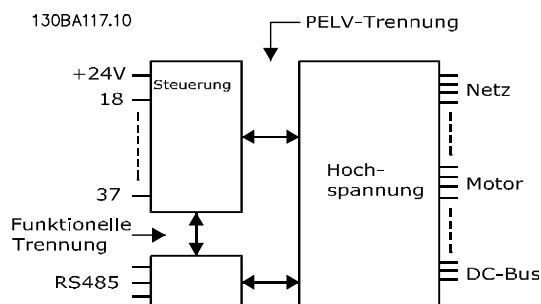 130BA117.10
PELV-Trennung
+24V
Steuerung
18
Netz
Hoch-
spannung
37
Motor
Funktionelle
Trennung
RS485
DC-Bus